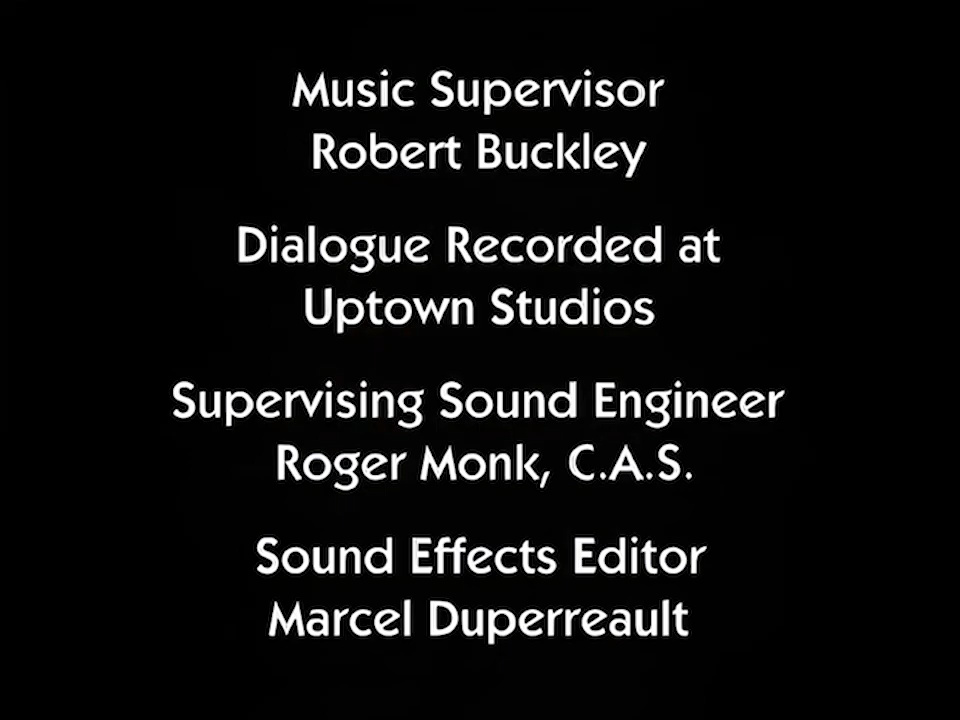 Music Supervisor
Robert Buckley
Dialogue Recorded at
Uptown Studios
Supervising Sound Engineer
Roger Monk, C.A.S.
Sound Effects Editor
Marcel Duperreault